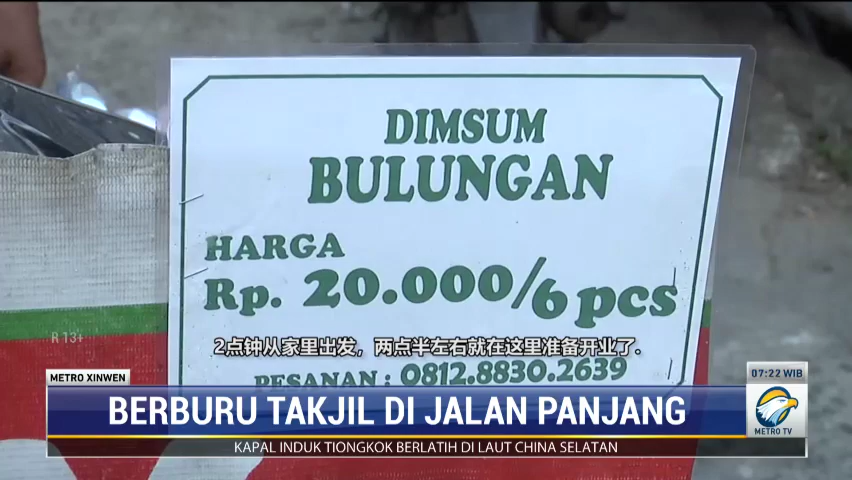 DIMSUM
BULUNGAN
HARGA
Rp. 20.000/6 pcs
R 13+
2点钟从家里出发，两点半左右就在这里准备开业了.
PESANAN : 0812.8830.2639
METRO XINWEN
07:22 WIB
BERBURU TAKJIL DI JALAN PANJANG
METRO TV
KAPAL INDUK TIONGKOK BERLATIH DI LAUT CHINA SELATAN